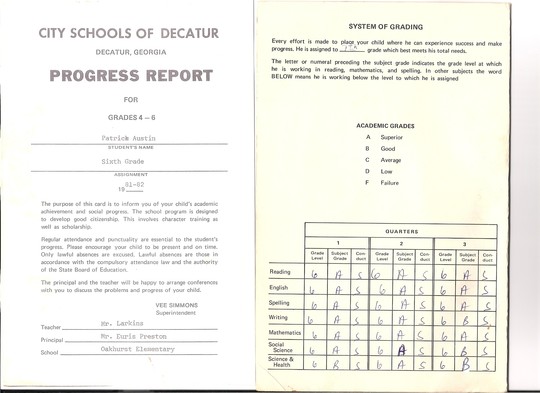 CITY SCHOOLS OF DECATUR
DECATUR, GEORGIA
PROGRESS REPORT
FOR
GRADES 4 — 6
Patrick Austin
STUDENT'S NAME
Sixth Grade
ASSIGNMENT
19 81-82
The purpose of this card is to inform you of your child's academic
achievement and social progress. The school program is designed
to develop good citizenship. This involves character training as
well as scholarship.
Regular attendance and punctuality are essential to the student's
progress. Please encourage your child to be present and on time.
Only lawful absences are excused. Lawful absences are those in
accordance with the compulsory attendance law and the authority
of the State Board of Education.
The principal and the teacher will be happy to arrange conferences
with you to discuss the problems and progress of your child.
VEE SIMMONS
Superintendent
Teacher Mr. Larkins
Principal Mr. Euris Preston
School Oakhurst Elementary
SYSTEM OF GRADING
Every effort is made to place your child where he can experience success and make
progress. He is assigned to grade which best meets his total needs.
The letter or numeral preceding the subject grade indicates the grade level at which
he is working in reading, mathematics, and spelling. In other subjects the word
BELOW means he is working below the level to which he is assigned
ACADEMIC GRADES
A Superior
B Good
C Average
D Low
F Failure
QUARTERS
1 2 3
Grade Level Subject Grade Con- duct Grade Level Subject Grade Con- duct Grade Level Subject Grade Con- duct
Reading 6 A S 6 A S 6 A S
English 6 A S 6 A S 6 A S
Spelling 6 A S 6 A S 6 A S
Writing 6 A S 6 A S 6 B S
Mathematics 6 A S 6 A S 6 A S
Social Science 6 A S 6 A S 6 B S
Science & Health 6 B S 6 A S 6 B S